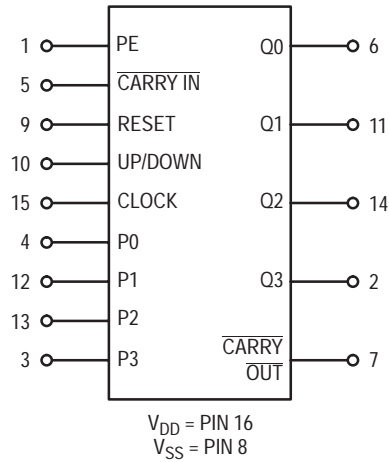 1 PE Q0 6
5 CARRY IN
9 RESET Q1 11
10 UP/DOWN
15 CLOCK Q2 14
4 P0
12 P1 Q3 2
13 P2
CARRY
3 P3 OUT 7
VDD = PIN 16
VSS = PIN 8